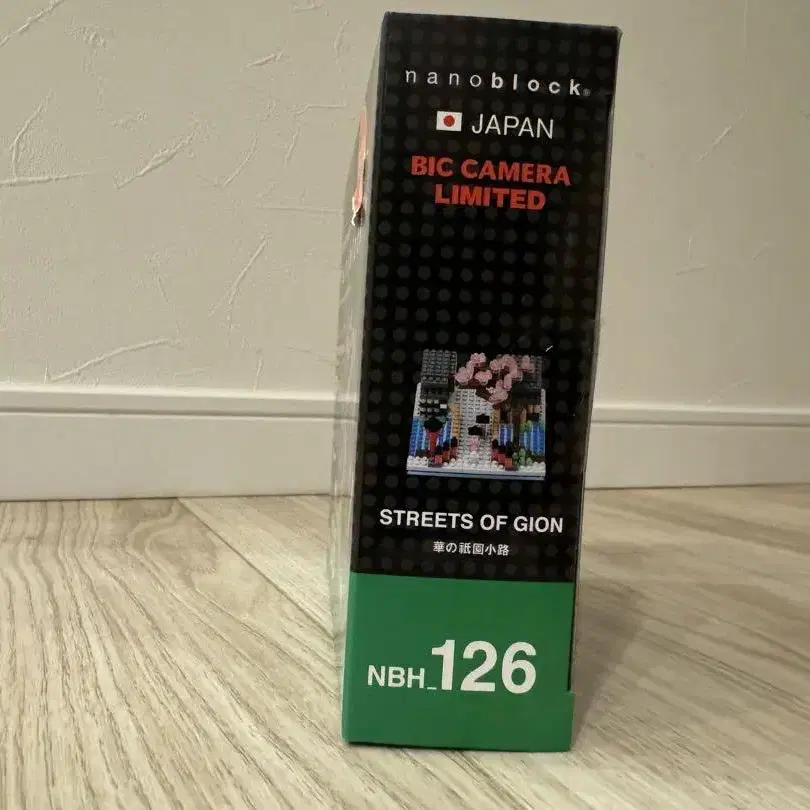 nanoblock®
JAPAN
BIC CAMERA
LIMITED
STREETS OF GION
華の祇園小路
NBH_126